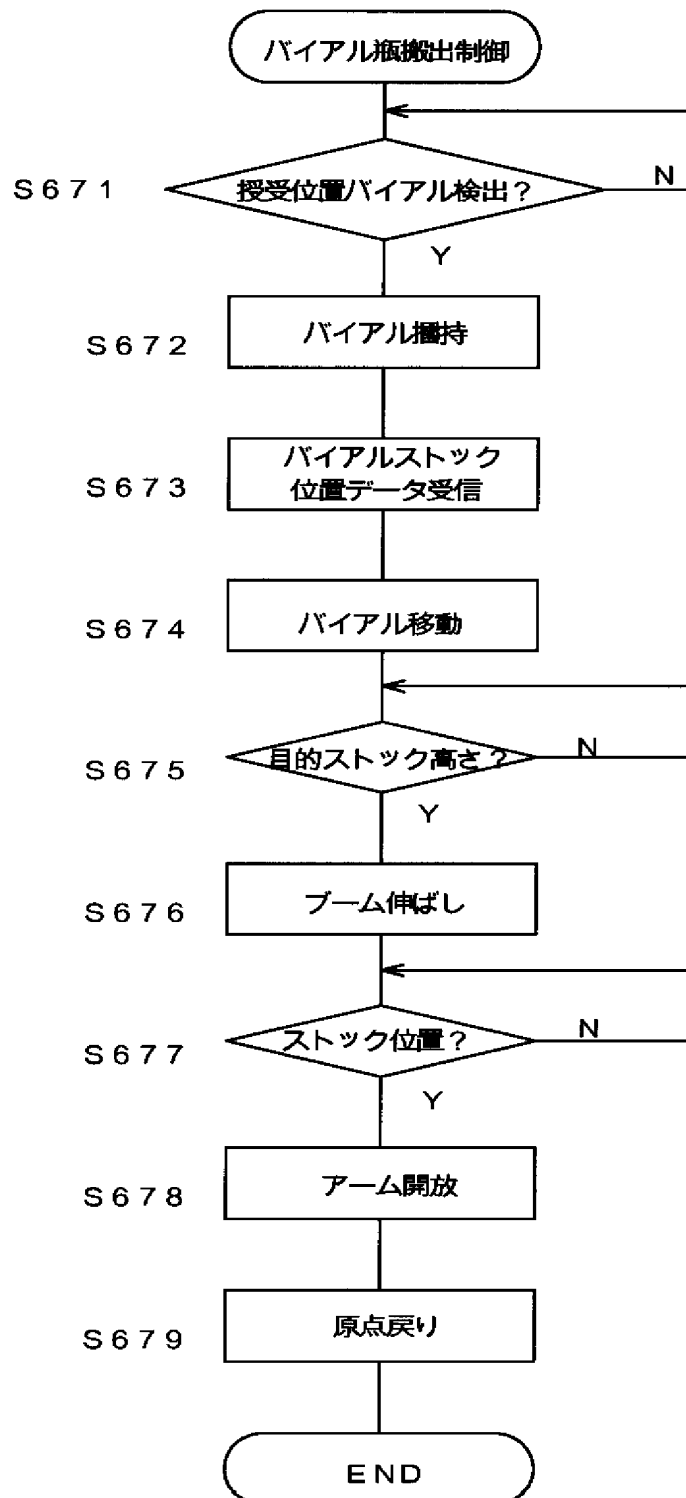 バイアル瓶搬出制御
S671
授受位置バイアル検出?
N
Y
S672
バイアル摑持
S673
バイアルストック
位置データ受信
S674
バイアル移動
S675
目的ストック高さ?
N
Y
S676
ブーム伸ばし
S677
ストック位置?
N
Y
S678
アーム開放
S679
原点戻り
END